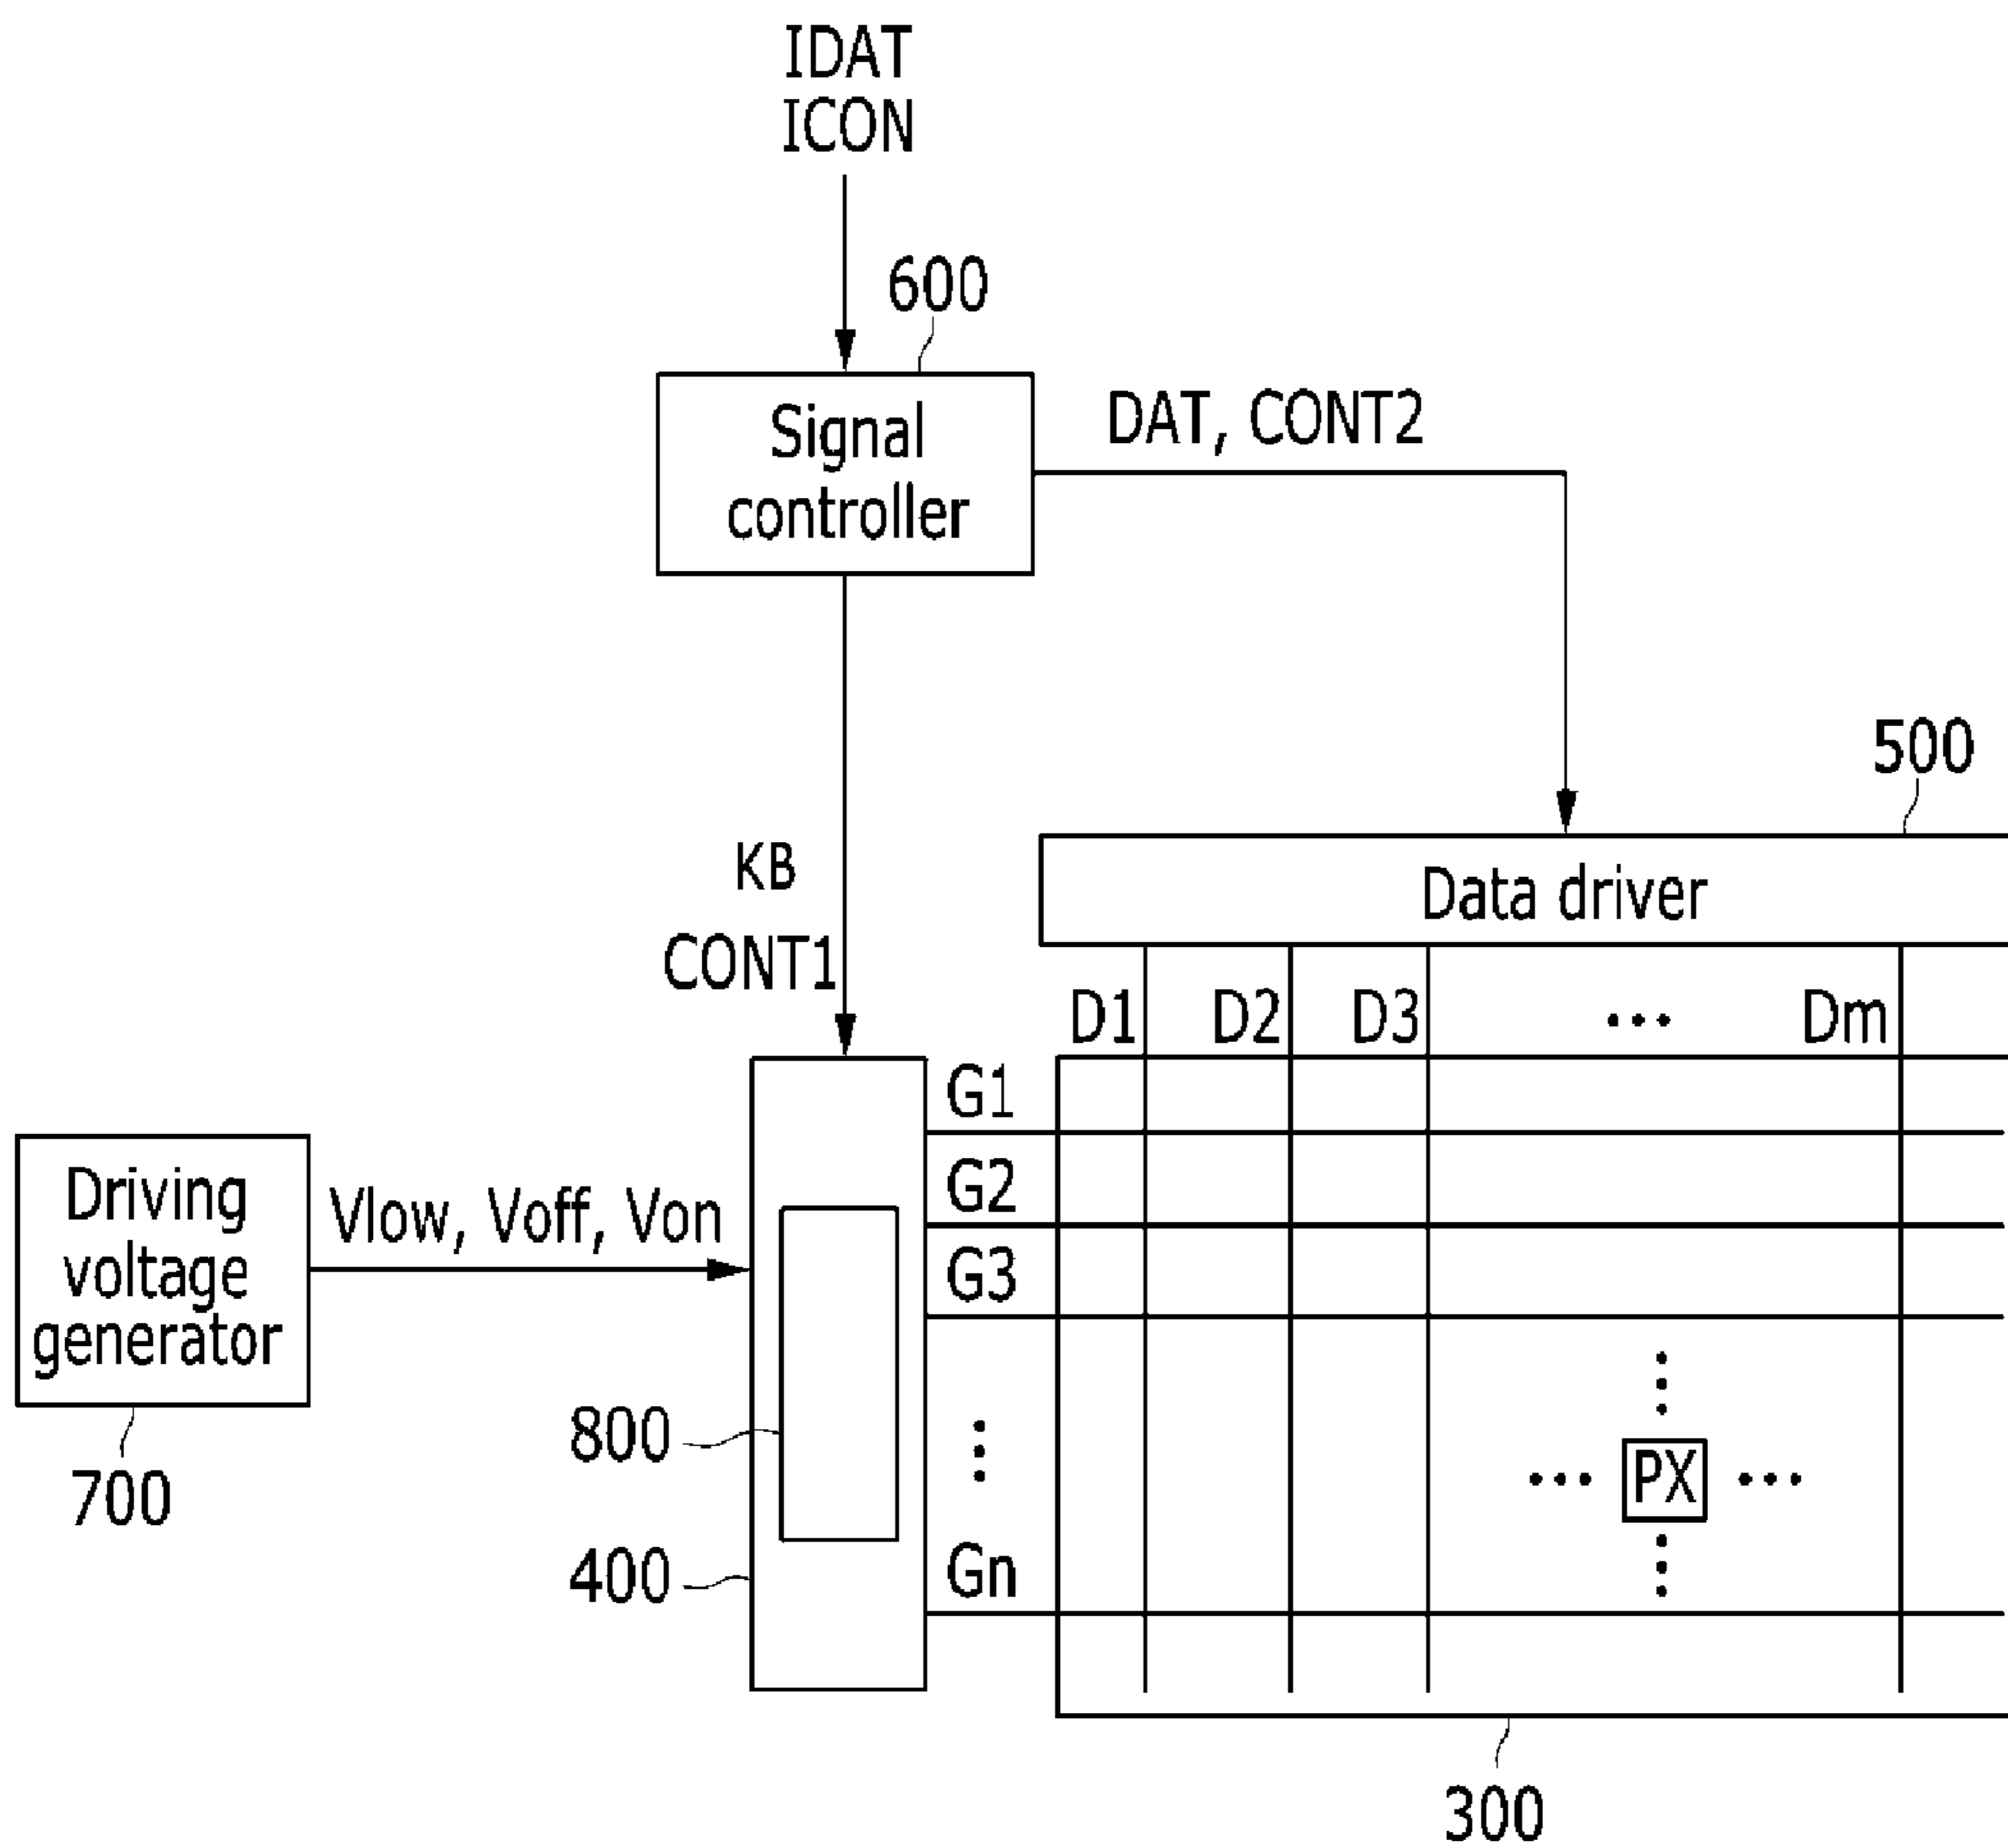 IDAT
ICON
600
Signal
controller
DAT, CONT2
500
KB
CONT1
Data driver
D1 D2 D3 ... Dm
G1
G2
G3
Gn
Driving
voltage
generator
Vlow, Voff, Von
800
700
400
PX
300